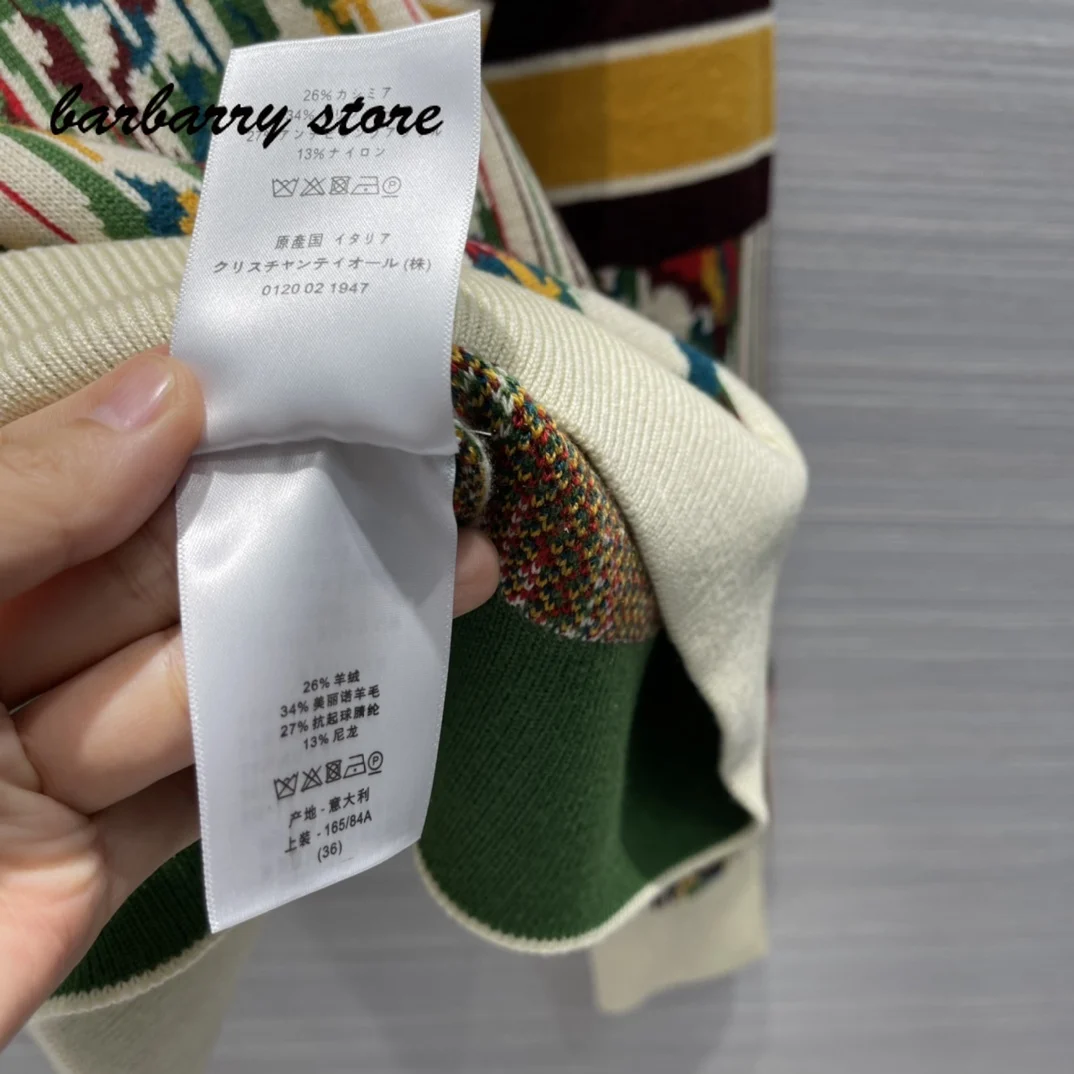 26%カシミア
34%
barbarry store
13%ナイロン
P
原産国 イタリア
クリスチャンディオール (株)
0120 02 1947
26% 羊绒
34% 美丽诺羊毛
27% 抗起球腈纶
13% 尼龙
P
产地 - 意大利
上装 - 165/84A
(36)